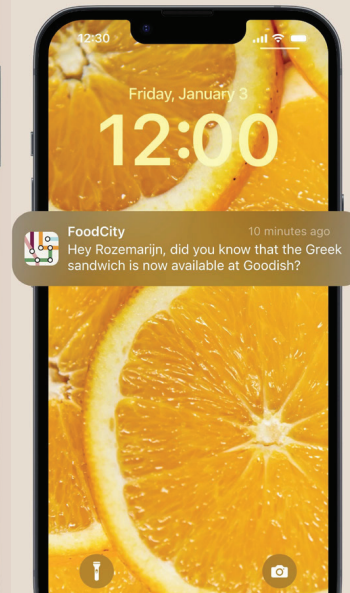 12:30
Friday, January 3
12:00
FoodCity
10 minutes ago
Hey Rozemarijn, did you know that the Greek
sandwich is now available at Goodish?